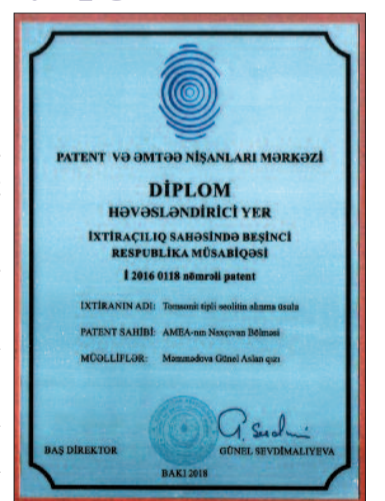 PATENT VƏ ƏMTƏƏ NİŞANLARI MƏRKƏZİ
DİPLOM
HƏVƏSLƏNDİRİCİ YER
İXTİRAÇILIQ SAHƏSİNDƏ BEŞİNCİ
RESPUBLİKA MÜSABİQƏSİ
İ 2016 0118 nömrəli patent
İXTİRANIN ADI: Tomsonit tipli seolitin alınma üsulu
PATENT SAHİBİ: AMEA-nın Naxçıvan Bölməsi
MÜƏLLİFLƏR: Məmmədova Günel Aslan qızı
BAŞ DİREKTOR
GÜNEL SEVDİMALIYEVA
BAKI 2018